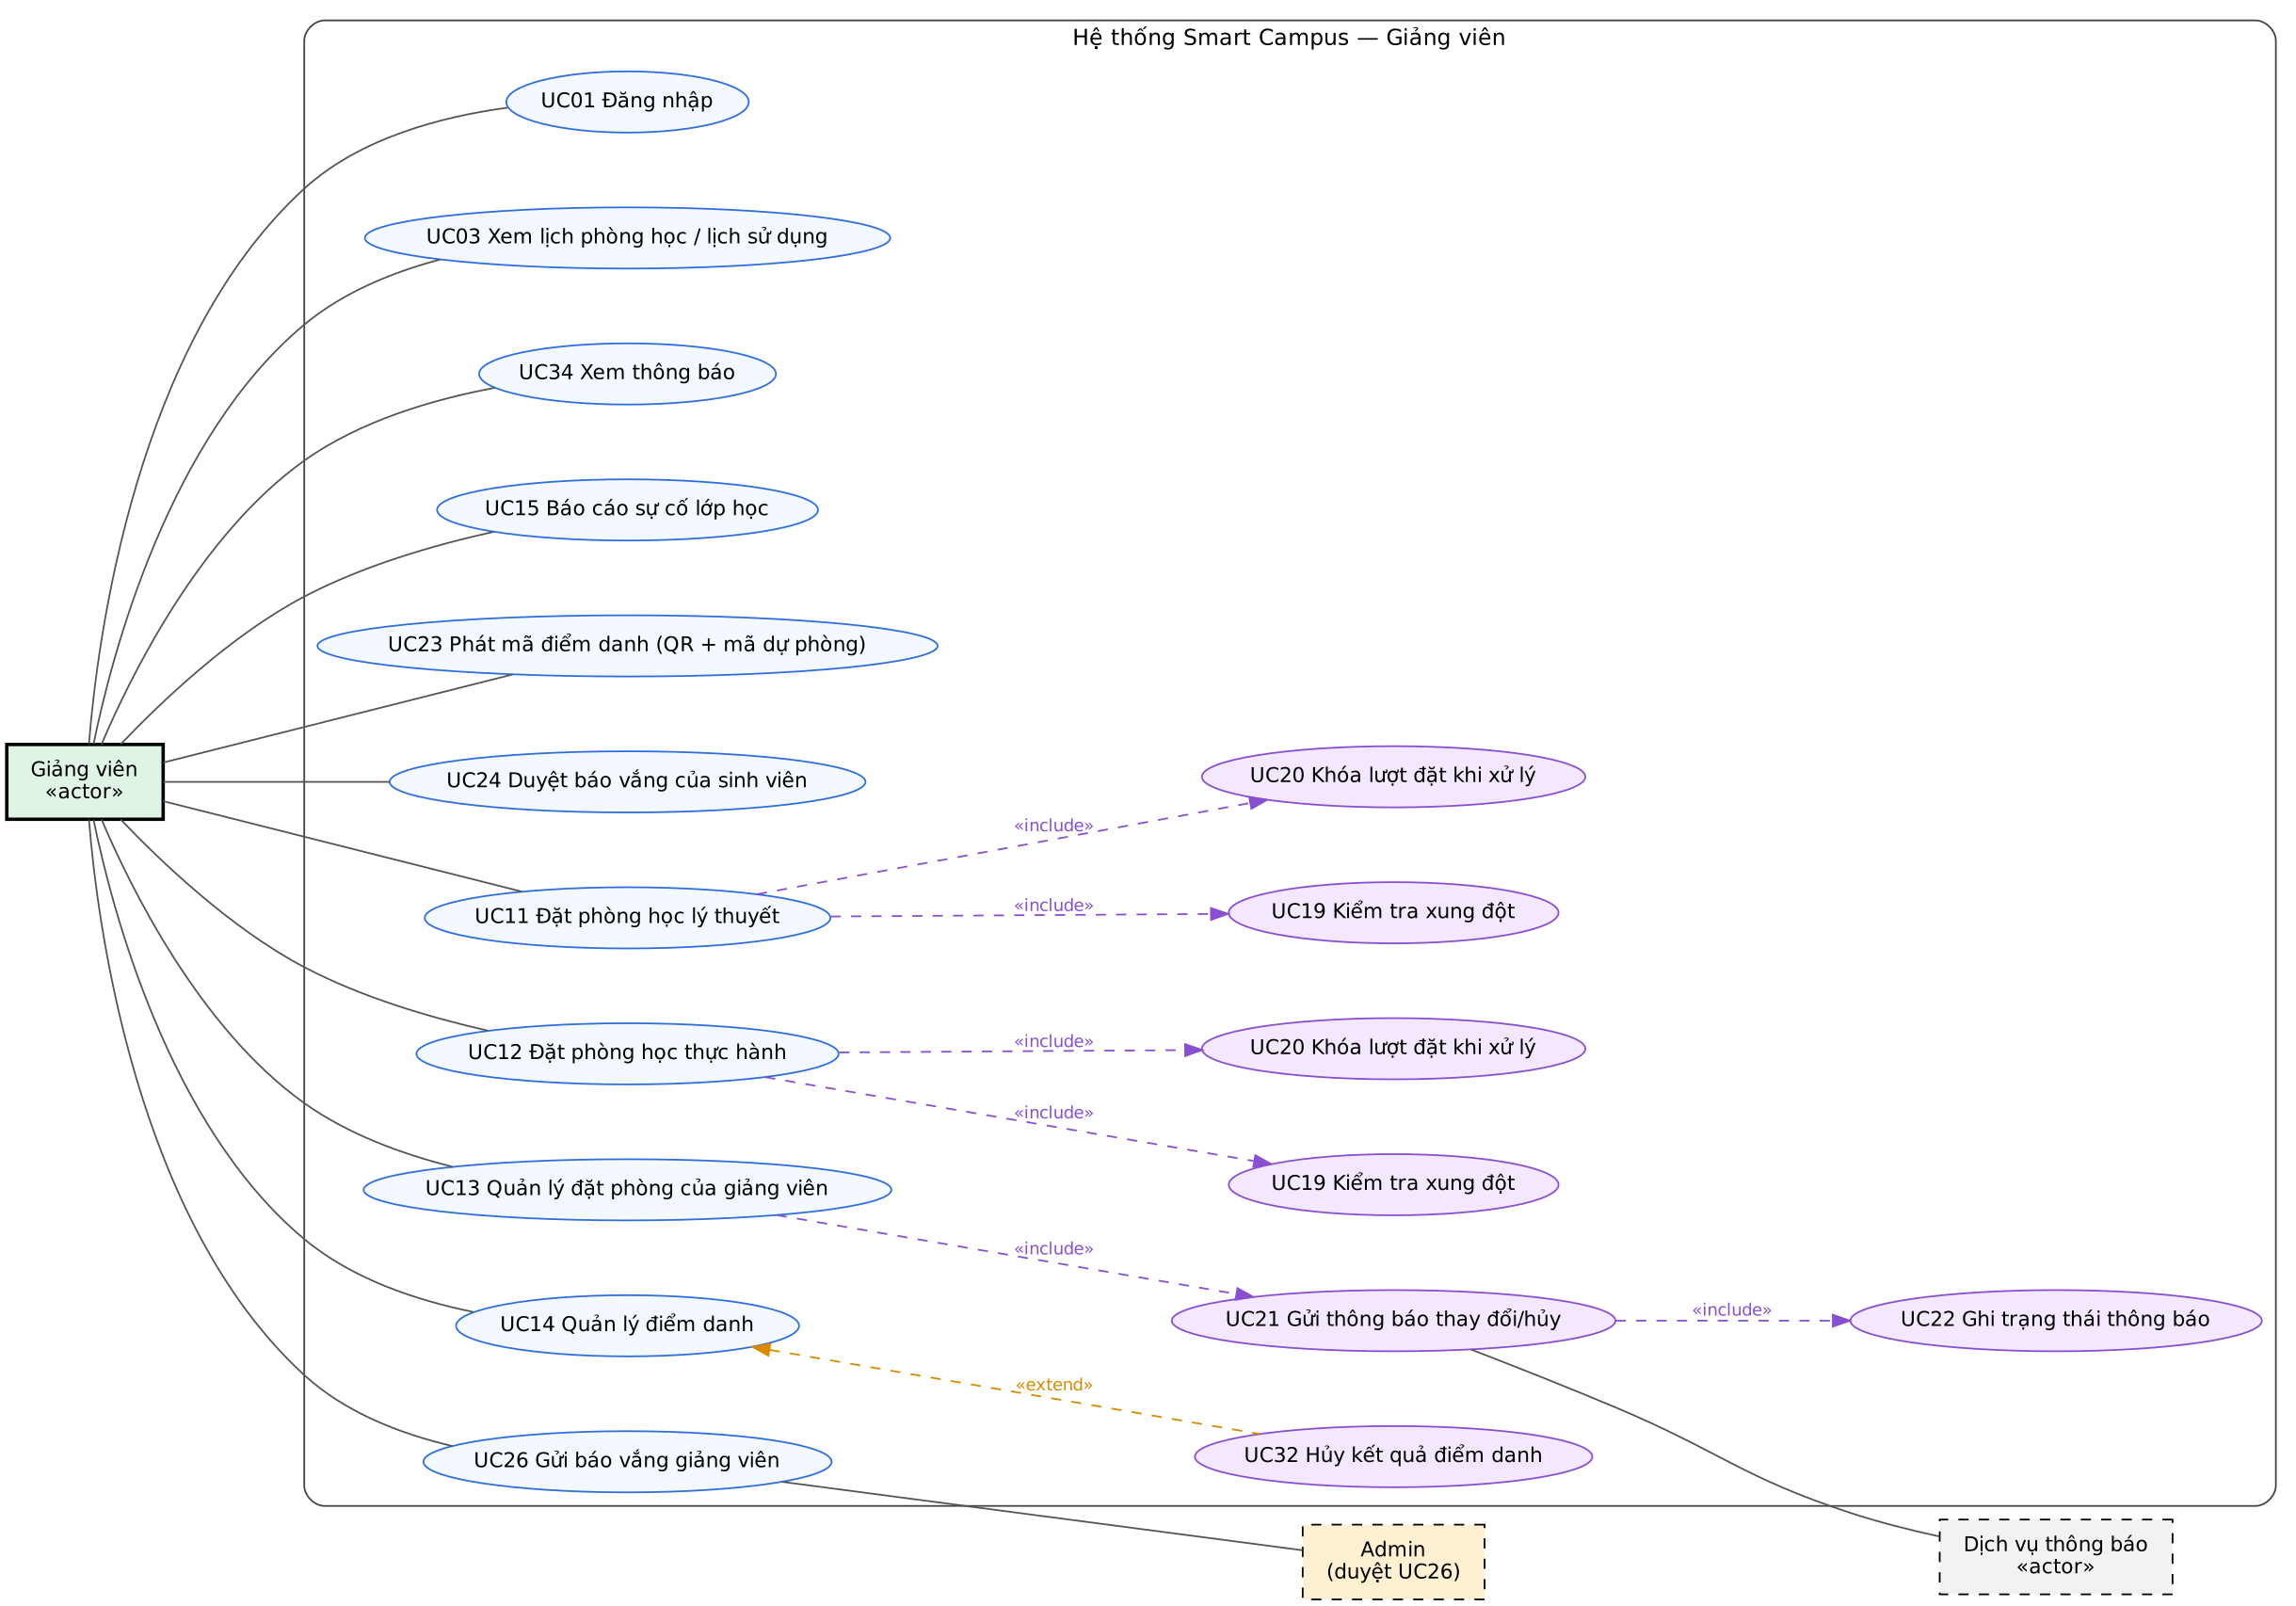 Hệ thống Smart Campus — Giảng viên
UC01 Đăng nhập
UC03 Xem lịch phòng học / lịch sử dụng
UC34 Xem thông báo
UC15 Báo cáo sự cố lớp học
UC23 Phát mã điểm danh (QR + mã dự phòng)
Giảng viên
«actor»
UC24 Duyệt báo vắng của sinh viên
UC20 Khóa lượt đặt khi xử lý
«include»
UC11 Đặt phòng học lý thuyết
«include»
UC19 Kiểm tra xung đột
UC12 Đặt phòng học thực hành
«include»
UC20 Khóa lượt đặt khi xử lý
«include»
UC19 Kiểm tra xung đột
UC13 Quản lý đặt phòng của giảng viên
«include»
UC21 Gửi thông báo thay đổi/hủy
«include»
UC22 Ghi trạng thái thông báo
UC14 Quản lý điểm danh
«extend»
UC32 Hủy kết quả điểm danh
UC26 Gửi báo vắng giảng viên
Admin
(duyệt UC26)
Dịch vụ thông báo
«actor»